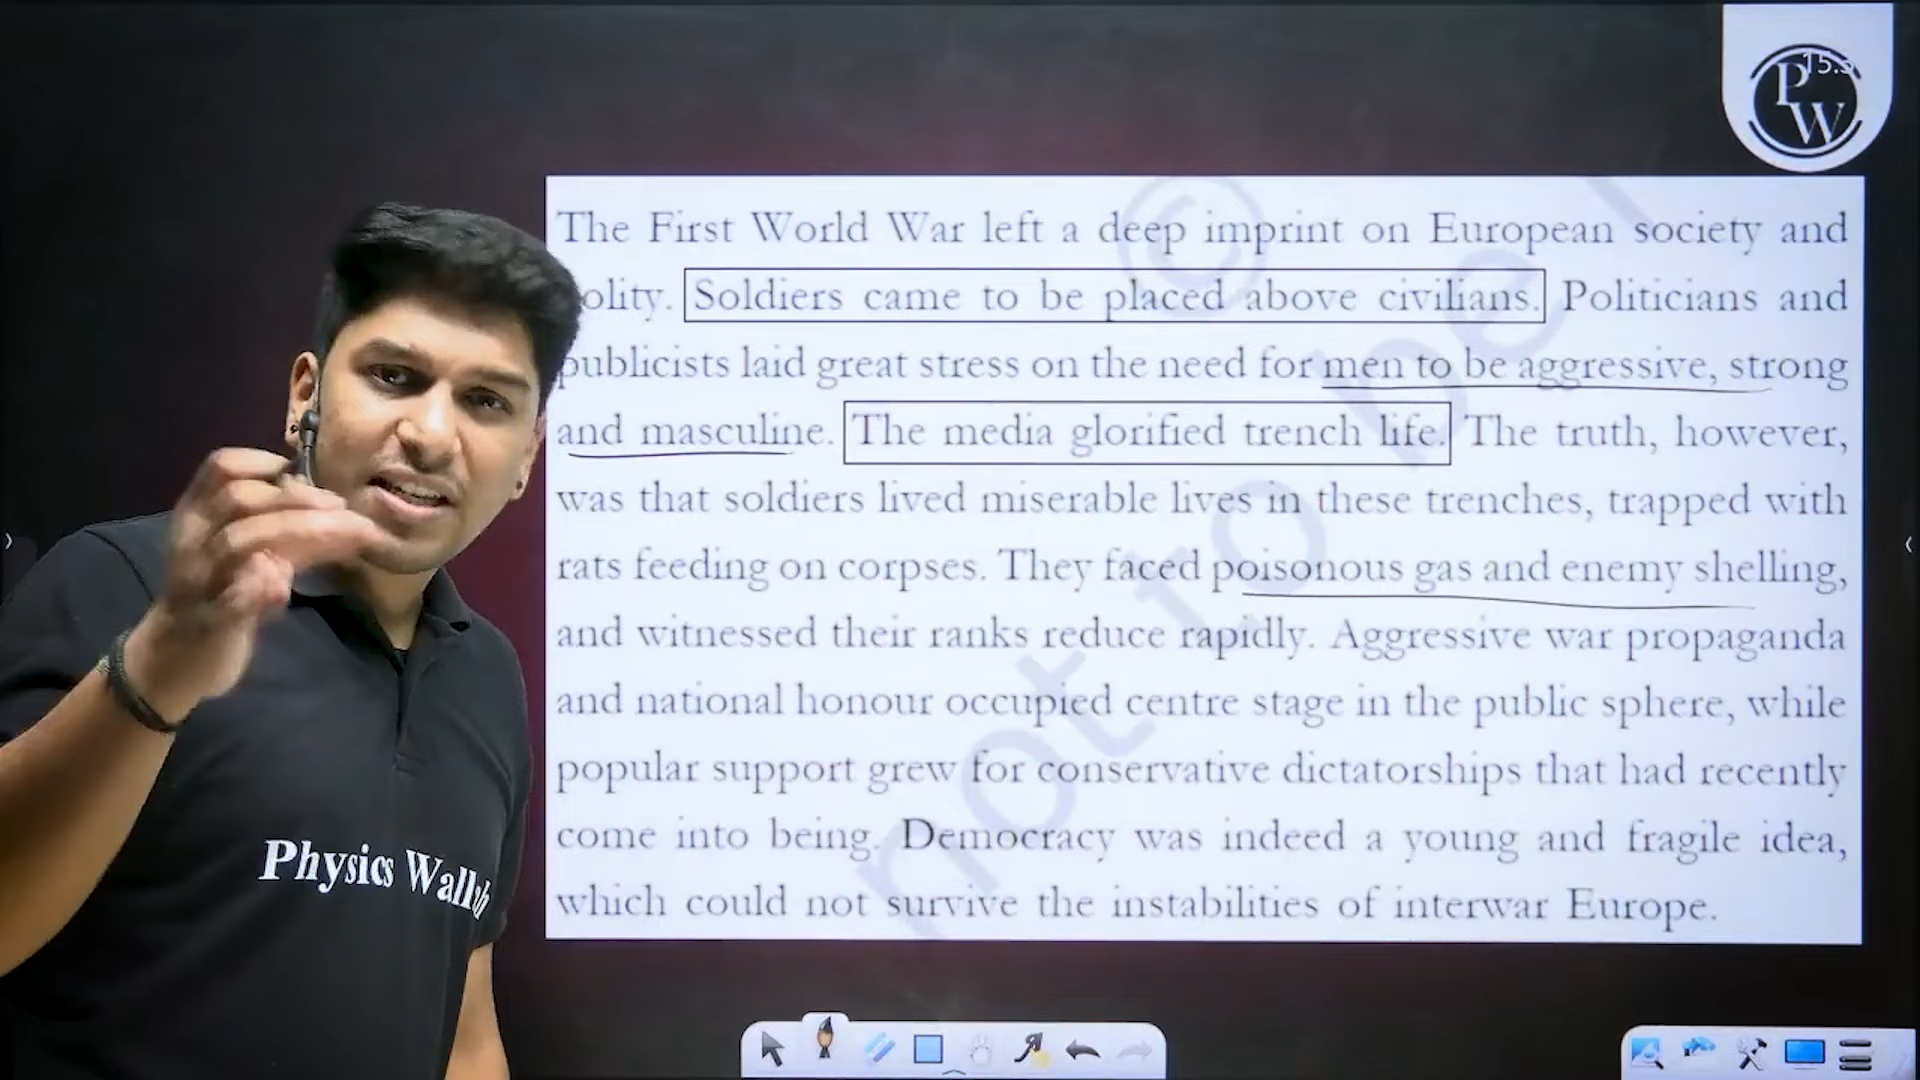 PW
15.
The First World War left a deep imprint on European society and
olity. Soldiers came to be placed above civilians. Politicians and
publicists laid great stress on the need for men to be aggressive, strong
and masculine. The media glorified trench life. The truth, however,
was that soldiers lived miserable lives in these trenches, trapped with
rats feeding on corpses. They faced poisonous gas and enemy shelling,
and witnessed their ranks reduce rapidly. Aggressive war propaganda
and national honour occupied centre stage in the public sphere, while
popular support grew for conservative dictatorships that had recently
come into being. Democracy was indeed a young and fragile idea,
which could not survive the instabilities of interwar Europe.
© not to be
Physics Wallah